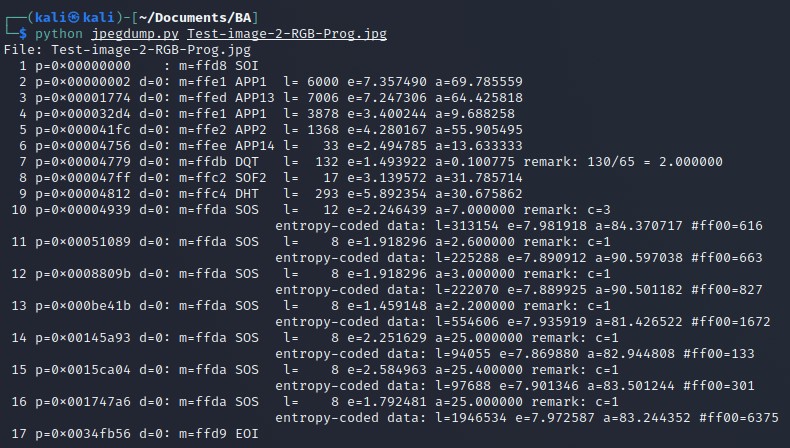 ┌──(kali㉿kali)-[~/Documents/BA]
└─$ python jpegdump.py Test-image-2-RGB-Prog.jpg
File: Test-image-2-RGB-Prog.jpg
  1 p=0×00000000    : m=ffd8 SOI
  2 p=0×00000002 d=0: m=ffe1 APP1  l= 6000 e=7.357490 a=69.785559
  3 p=0×00001774 d=0: m=ffed APP13 l= 7006 e=7.247306 a=64.425818
  4 p=0×000032d4 d=0: m=ffe1 APP1  l= 3878 e=3.400244 a=9.688258
  5 p=0×000041fc d=0: m=ffe2 APP2  l= 1368 e=4.280167 a=55.905495
  6 p=0×00004756 d=0: m=ffee APP14 l=   33 e=2.494785 a=13.633333
  7 p=0×00004779 d=0: m=ffdb DQT   l=  132 e=1.493922 a=0.100775 remark: 130/65 = 2.000000
  8 p=0×000047ff d=0: m=ffc2 SOF2  l=   17 e=3.139572 a=31.785714
  9 p=0×00004812 d=0: m=ffc4 DHT   l=  293 e=5.892354 a=30.675862
 10 p=0×00004939 d=0: m=ffda SOS   l=   12 e=2.246439 a=7.000000 remark: c=3
                                  entropy-coded data: l=313154 e=7.981918 a=84.370717 #ff00=616
 11 p=0×00051089 d=0: m=ffda SOS   l=    8 e=1.918296 a=2.600000 remark: c=1
                                  entropy-coded data: l=225288 e=7.890912 a=90.597038 #ff00=663
 12 p=0×0008809b d=0: m=ffda SOS   l=    8 e=1.918296 a=3.000000 remark: c=1
                                  entropy-coded data: l=222070 e=7.889925 a=90.501182 #ff00=827
 13 p=0×000be41b d=0: m=ffda SOS   l=    8 e=1.459148 a=2.200000 remark: c=1
                                  entropy-coded data: l=554606 e=7.935919 a=81.426522 #ff00=1672
 14 p=0×00145a93 d=0: m=ffda SOS   l=    8 e=2.251629 a=25.000000 remark: c=1
                                  entropy-coded data: l=94055 e=7.869880 a=82.944808 #ff00=133
 15 p=0×0015ca04 d=0: m=ffda SOS   l=    8 e=2.584963 a=25.400000 remark: c=1
                                  entropy-coded data: l=97688 e=7.901346 a=83.501244 #ff00=301
 16 p=0×001747a6 d=0: m=ffda SOS   l=    8 e=1.792481 a=25.000000 remark: c=1
                                  entropy-coded data: l=1946534 e=7.972587 a=83.244352 #ff00=6375
 17 p=0×0034fb56 d=0: m=ffd9 EOI